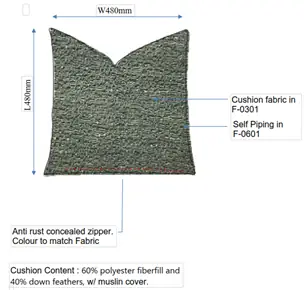 W480mm
L480mm
Cushion fabric in
F-0301
Self Piping in
F-0601
Anti rust concealed zipper.
Colour to match Fabric
Cushion Content : 60% polyester fiberfill and
40% down feathers, w/ muslin cover.